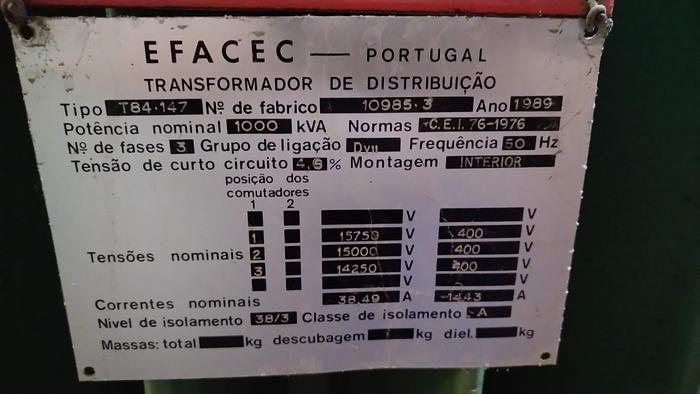 EFACEC — PORTUGAL
TRANSFORMADOR DE DISTRIBUIÇÃO
Tipo T84·147 Nº de fabrico 10985·3 Ano 1989
Potência nominal 1000 kVA Normas C.E.I. 76-1976
Nº de fases 3 Grupo de ligação Dy11 Frequência 50 Hz
Tensão de curto circuito 4,6 % Montagem INTERIOR
posição dos
comutadores
1 2
V V
1 15750 V 400 V
Tensões nominais 2 15000 V 400 V
3 14250 V 400 V
V V
Correntes nominais 38,49 A 1443 A
Nivel de isolamento 38/3 Classe de isolamento A
Massas: total kg descubagem kg diel. kg